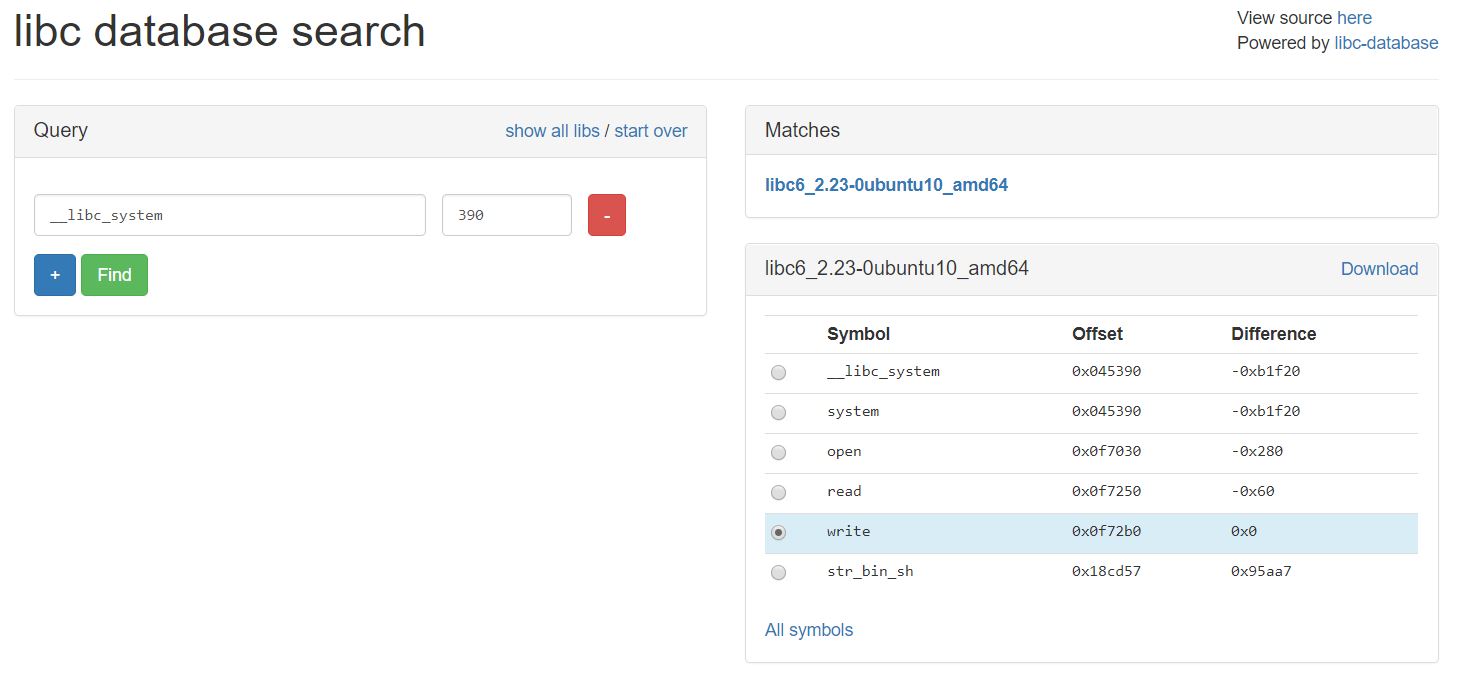 libc database search
View source here
Powered by libc-database
Query show all libs / start over
__libc_system 390 -
+ Find
Matches
libc6_2.23-0ubuntu10_amd64
libc6_2.23-0ubuntu10_amd64 Download
Symbol Offset Difference
__libc_system 0x045390 -0xb1f20
system 0x045390 -0xb1f20
open 0x0f7030 -0x280
read 0x0f7250 -0x60
write 0x0f72b0 0x0
str_bin_sh 0x18cd57 0x95aa7
All symbols